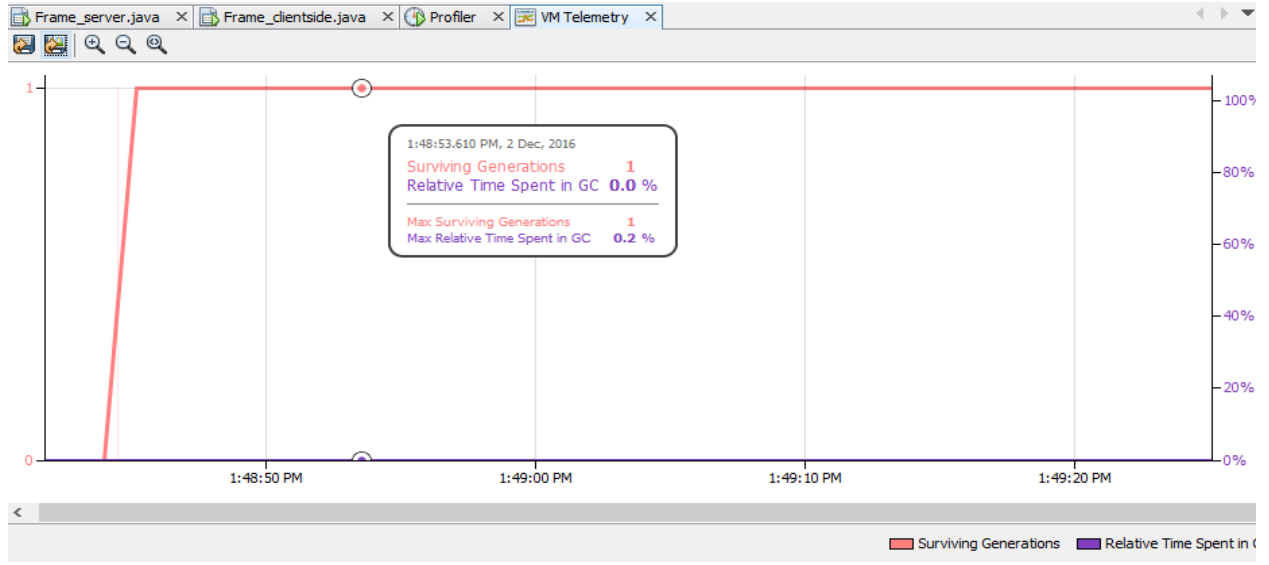 Frame_server.java Frame_clientside.java Profiler VM Telemetry
1
100%
80%
60%
40%
20%
0
0%
1:48:53.610 PM, 2 Dec, 2016
Surviving Generations 1
Relative Time Spent in GC 0.0 %
Max Surviving Generations 1
Max Relative Time Spent in GC 0.2 %
1:48:50 PM 1:49:00 PM 1:49:10 PM 1:49:20 PM
Surviving Generations Relative Time Spent in